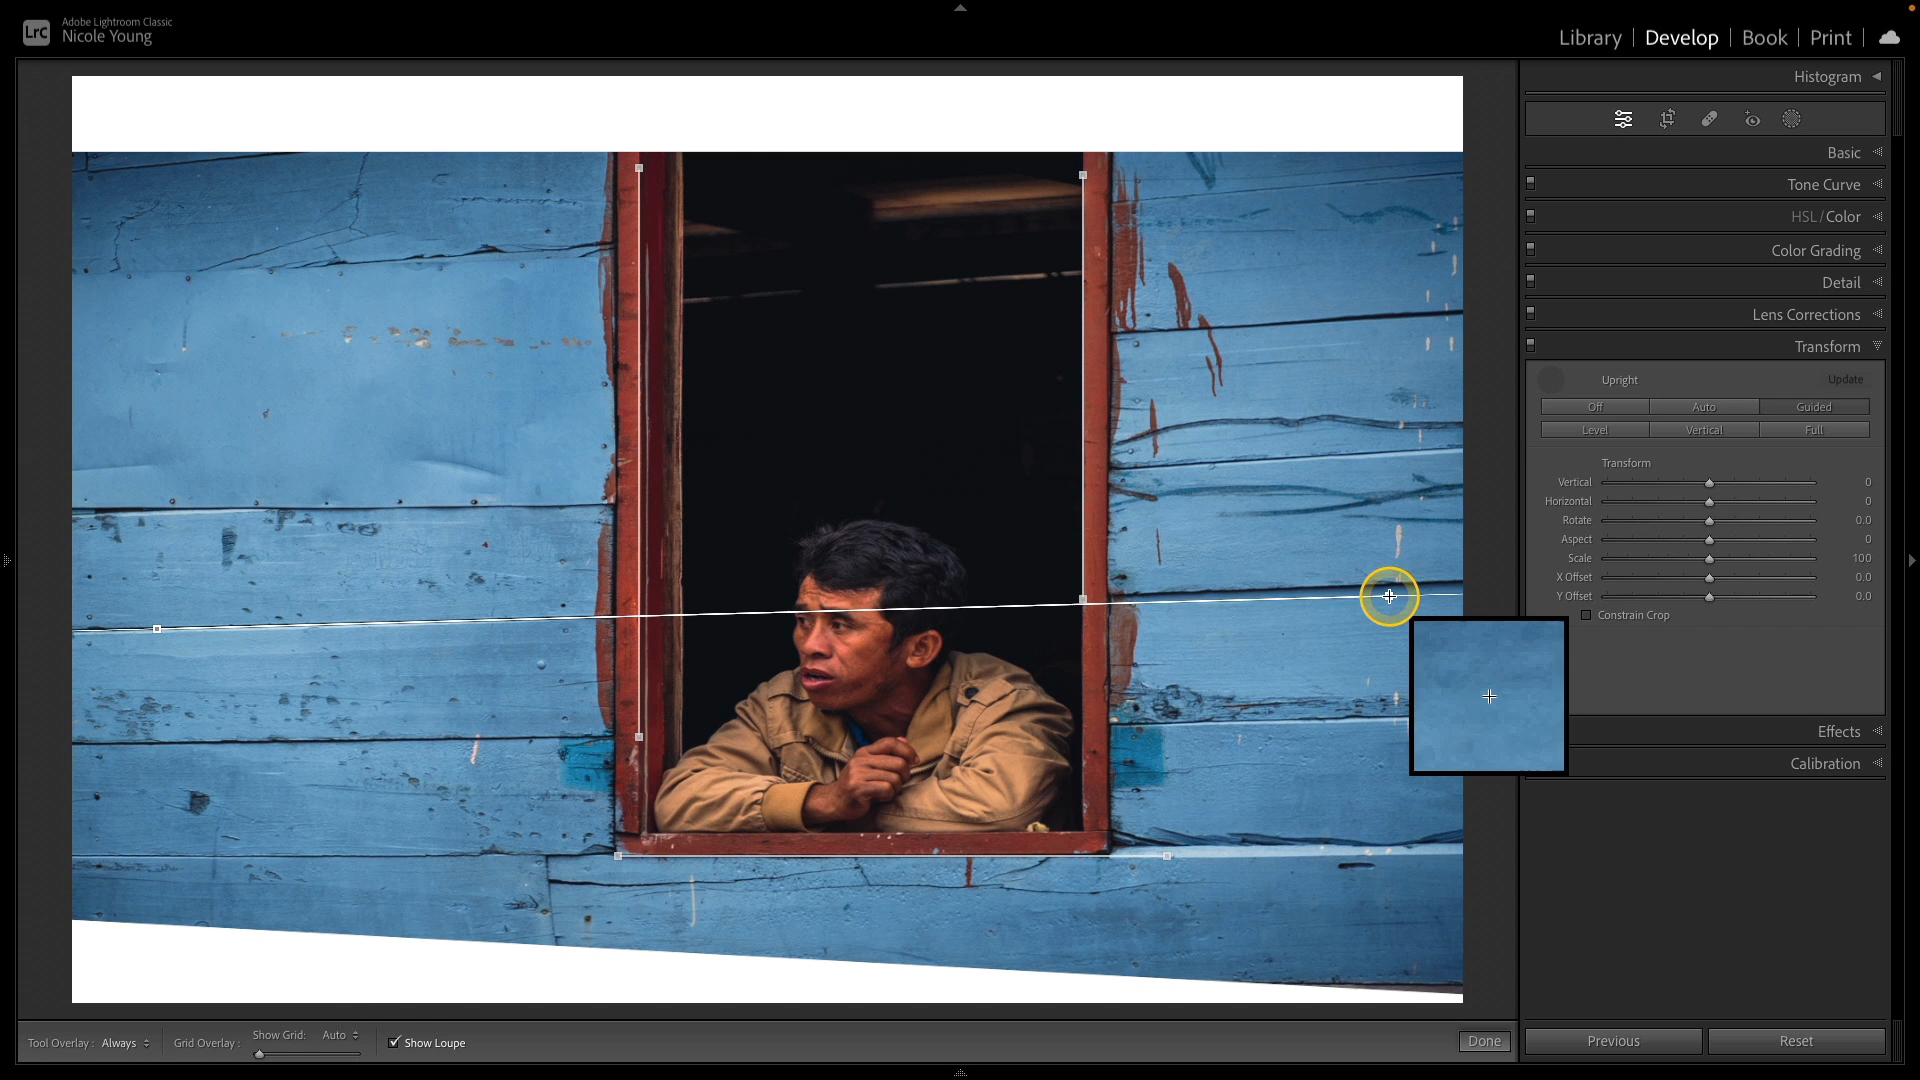 Adobe Lightroom Classic
LrC
Nicole Young
Library
Develop
Book
Print
Histogram
Basic
Tone Curve
HSL / Color
Color Grading
Detail
Lens Corrections
Transform
Upright
Update
Off
Auto
Guided
Level
Vertical
Full
Transform
Vertical 0
Horizontal 0
Rotate 0.0
Aspect 0
Scale 100
X Offset 0.0
Y Offset 0.0
Constrain Crop
Effects
Calibration
Tool Overlay : Always
Grid Overlay :
Show Grid: Auto
Show Loupe
Done
Previous
Reset